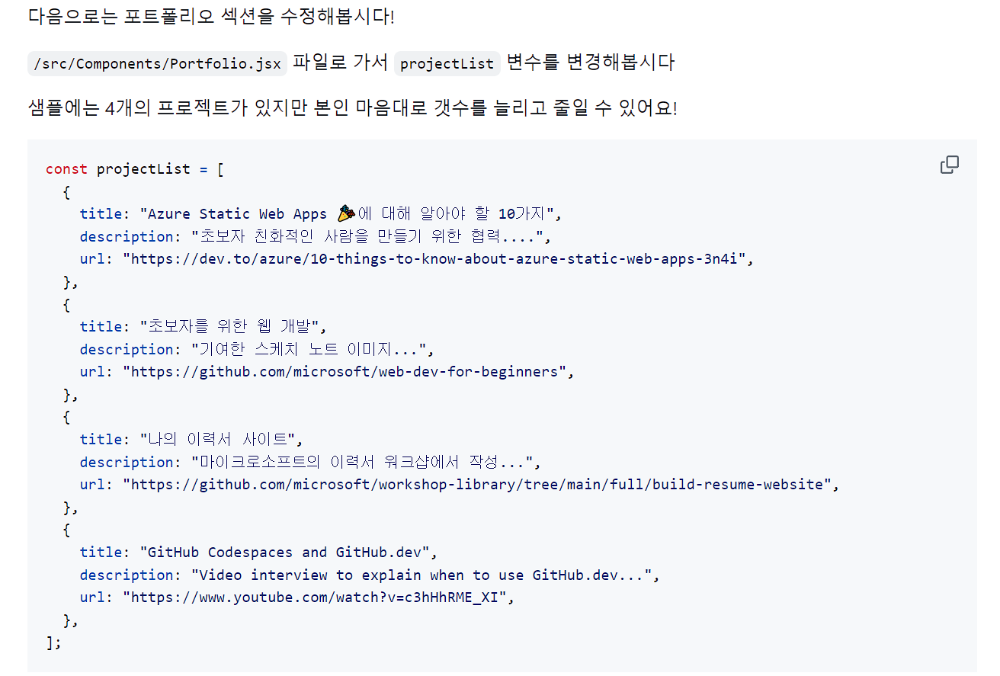 다음으로는 포트폴리오 섹션을 수정해봅시다!
/src/Components/Portfolio.jsx 파일로 가서 projectList 변수를 변경해봅시다
샘플에는 4개의 프로젝트가 있지만 본인 마음대로 갯수를 늘리고 줄일 수 있어요!
const projectList = [
  {
    title: "Azure Static Web Apps 🎉에 대해 알아야 할 10가지",
    description: "초보자 친화적인 사람을 만들기 위한 협력....",
    url: "https://dev.to/azure/10-things-to-know-about-azure-static-web-apps-3n4i",
  },
  {
    title: "초보자를 위한 웹 개발",
    description: "기여한 스케치 노트 이미지...",
    url: "https://github.com/microsoft/web-dev-for-beginners",
  },
  {
    title: "나의 이력서 사이트",
    description: "마이크로소프트의 이력서 워크샵에서 작성...",
    url: "https://github.com/microsoft/workshop-library/tree/main/full/build-resume-website",
  },
  {
    title: "GitHub Codespaces and GitHub.dev",
    description: "Video interview to explain when to use GitHub.dev...",
    url: "https://www.youtube.com/watch?v=c3hHhRME_XI",
  },
];